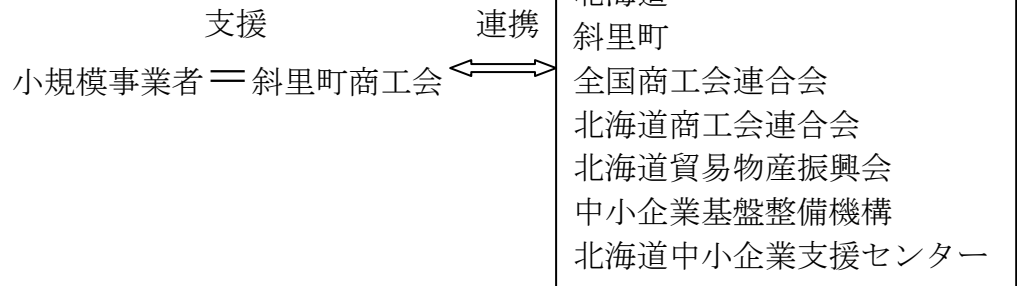 支援 連携
小規模事業者＝斜里町商工会
北海道
斜里町
全国商工会連合会
北海道商工会連合会
北海道貿易物産振興会
中小企業基盤整備機構
北海道中小企業支援センター